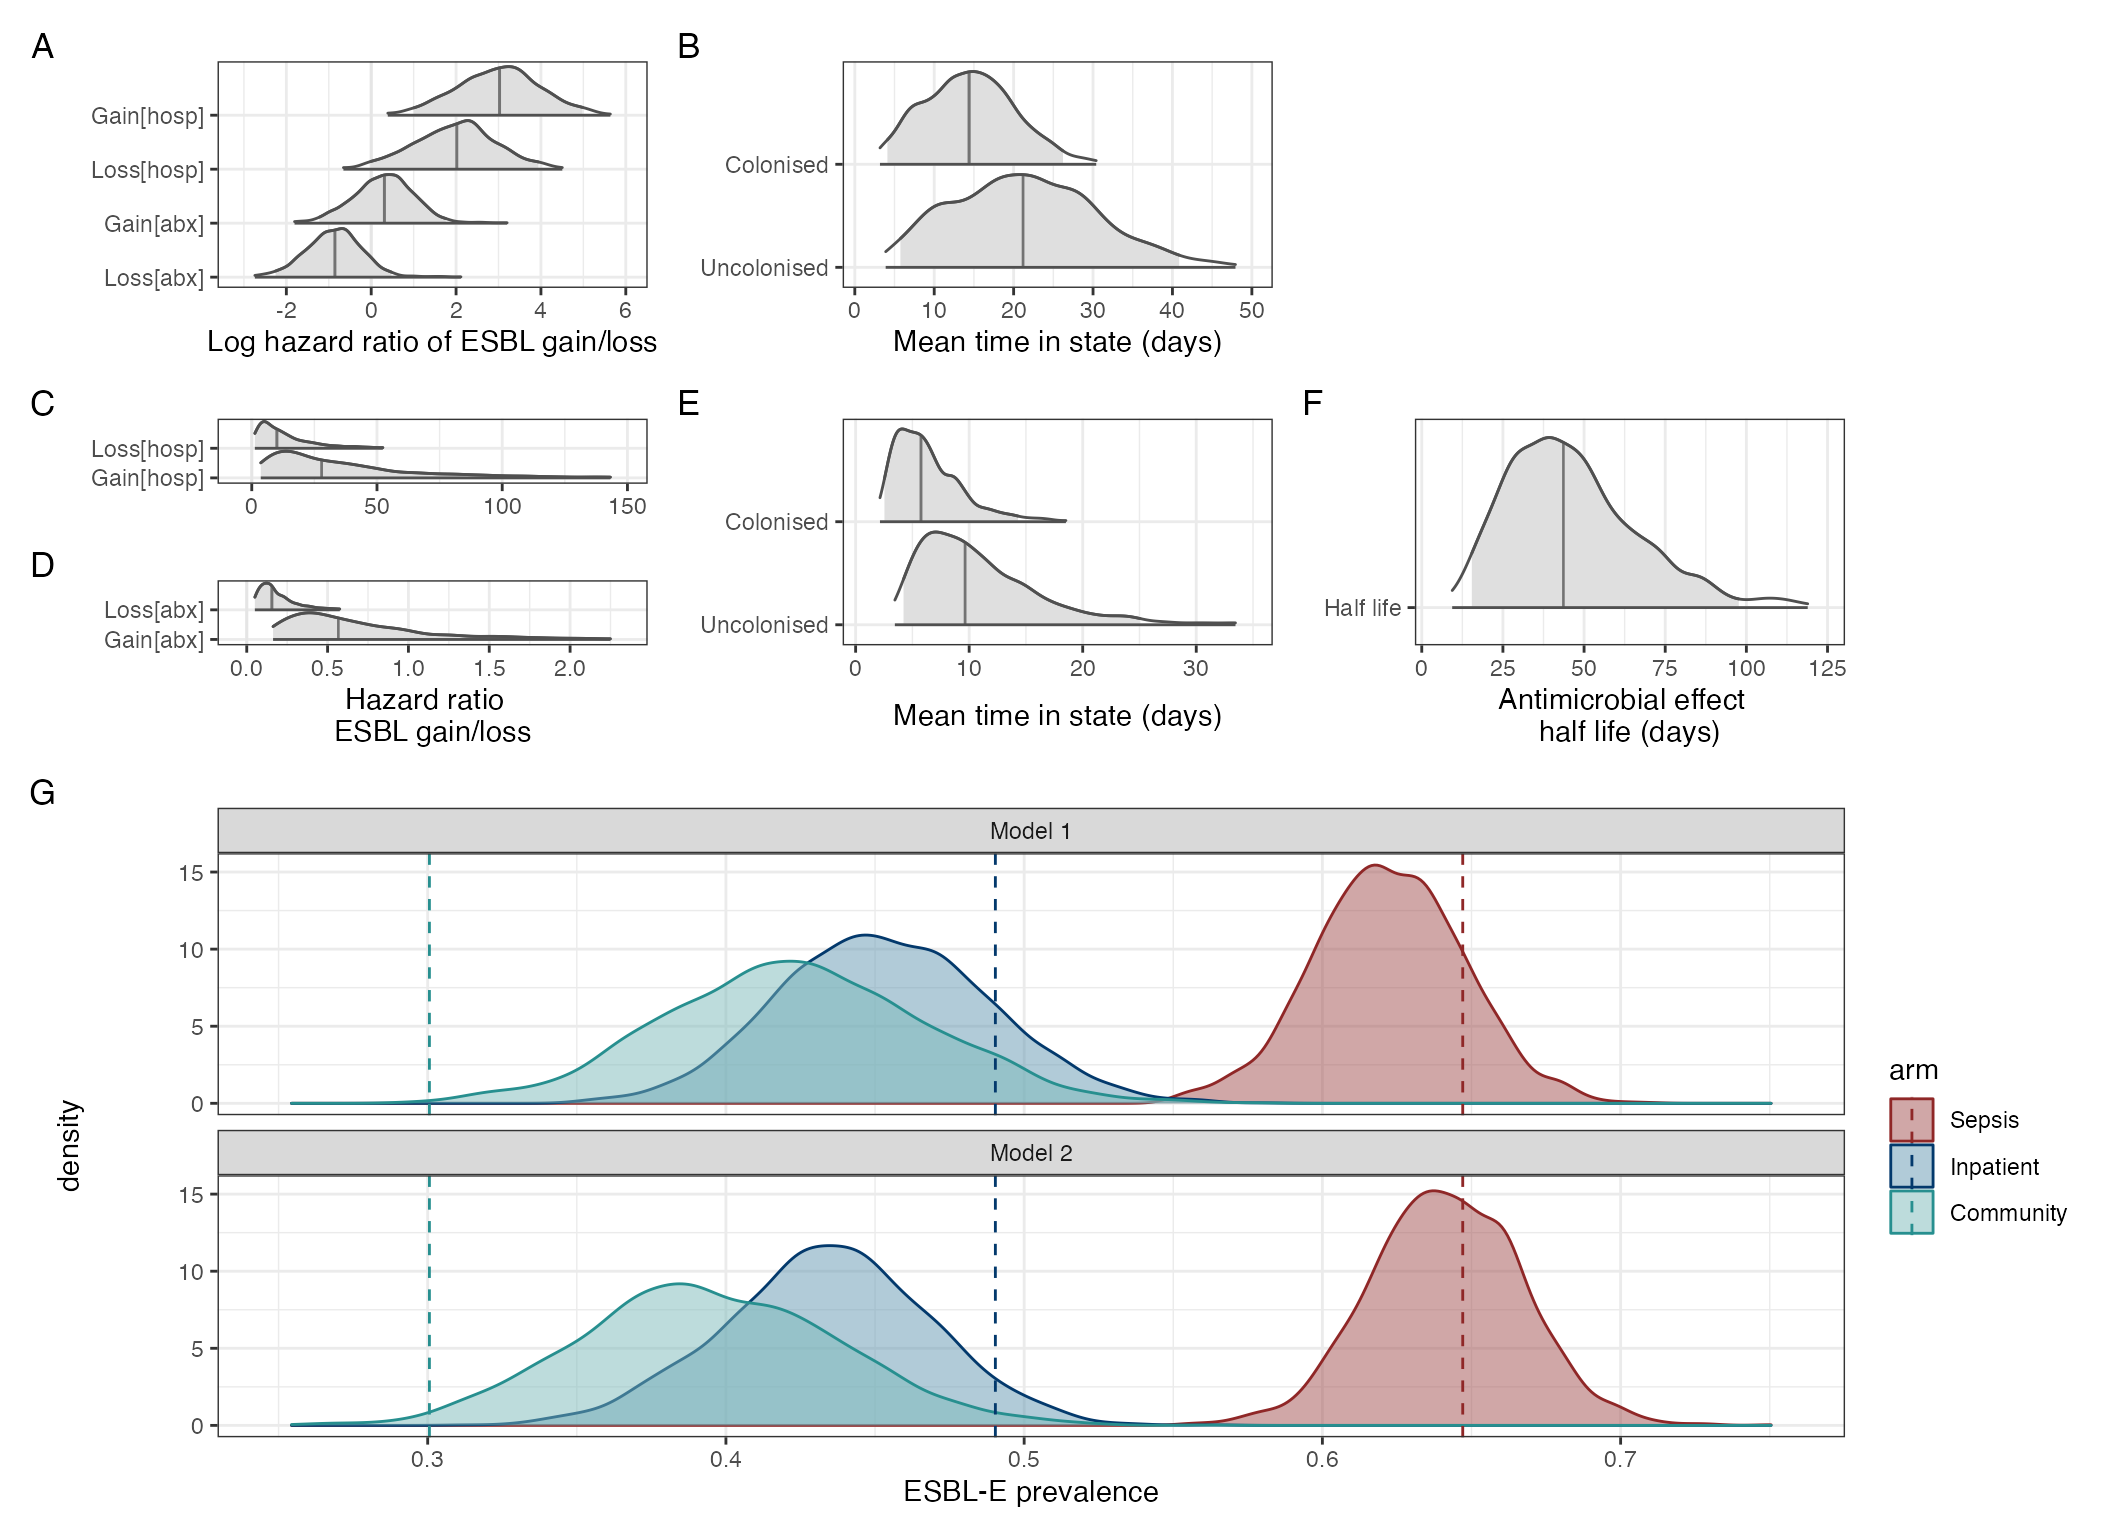 A
Gain[hosp]
Loss[hosp]
Gain[abx]
Loss[abx]
-2 0 2 4 6
Log hazard ratio of ESBL gain/loss
B
Colonised
Uncolonised
0 10 20 30 40 50
Mean time in state (days)
C
Loss[hosp]
Gain[hosp]
0 50 100 150
D
Loss[abx]
Gain[abx]
0.0 0.5 1.0 1.5 2.0
Hazard ratio
ESBL gain/loss
E
Colonised
Uncolonised
0 10 20 30
Mean time in state (days)
F
Half life
0 25 50 75 100 125
Antimicrobial effect
half life (days)
G
density
Model 1
15
10
5
0
Model 2
15
10
5
0
0.3 0.4 0.5 0.6 0.7
ESBL-E prevalence
arm
Sepsis
Inpatient
Community